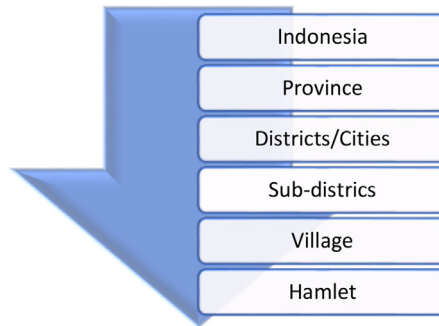 Indonesia
Province
Districts/Cities
Sub-districs
Village
Hamlet